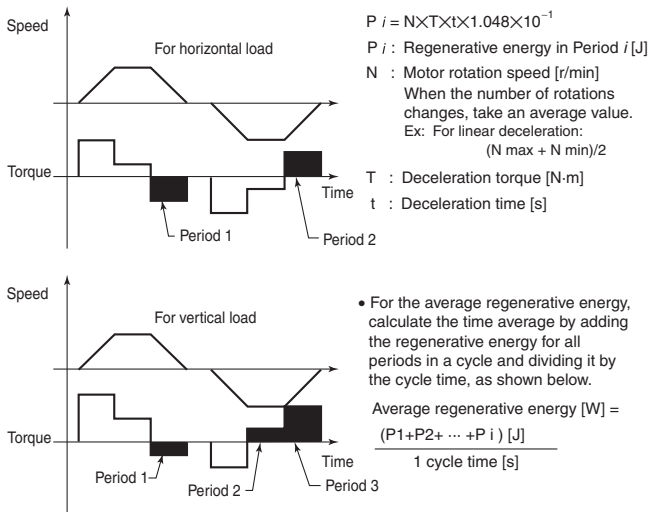 Speed
For horizontal load
Torque
Time
Period 1
Period 2
P i = N×T×t×1.048×10⁻¹
P i : Regenerative energy in Period i [J]
N : Motor rotation speed [r/min]
When the number of rotations
changes, take an average value.
Ex: For linear deceleration:
(N max + N min)/2
T : Deceleration torque [N·m]
t : Deceleration time [s]
Speed
For vertical load
Torque
Time
Period 1
Period 2
Period 3
• For the average regenerative energy,
calculate the time average by adding
the regenerative energy for all
periods in a cycle and dividing it by
the cycle time, as shown below.
Average regenerative energy [W] =
(P1+P2+ ··· +P i ) [J]
1 cycle time [s]